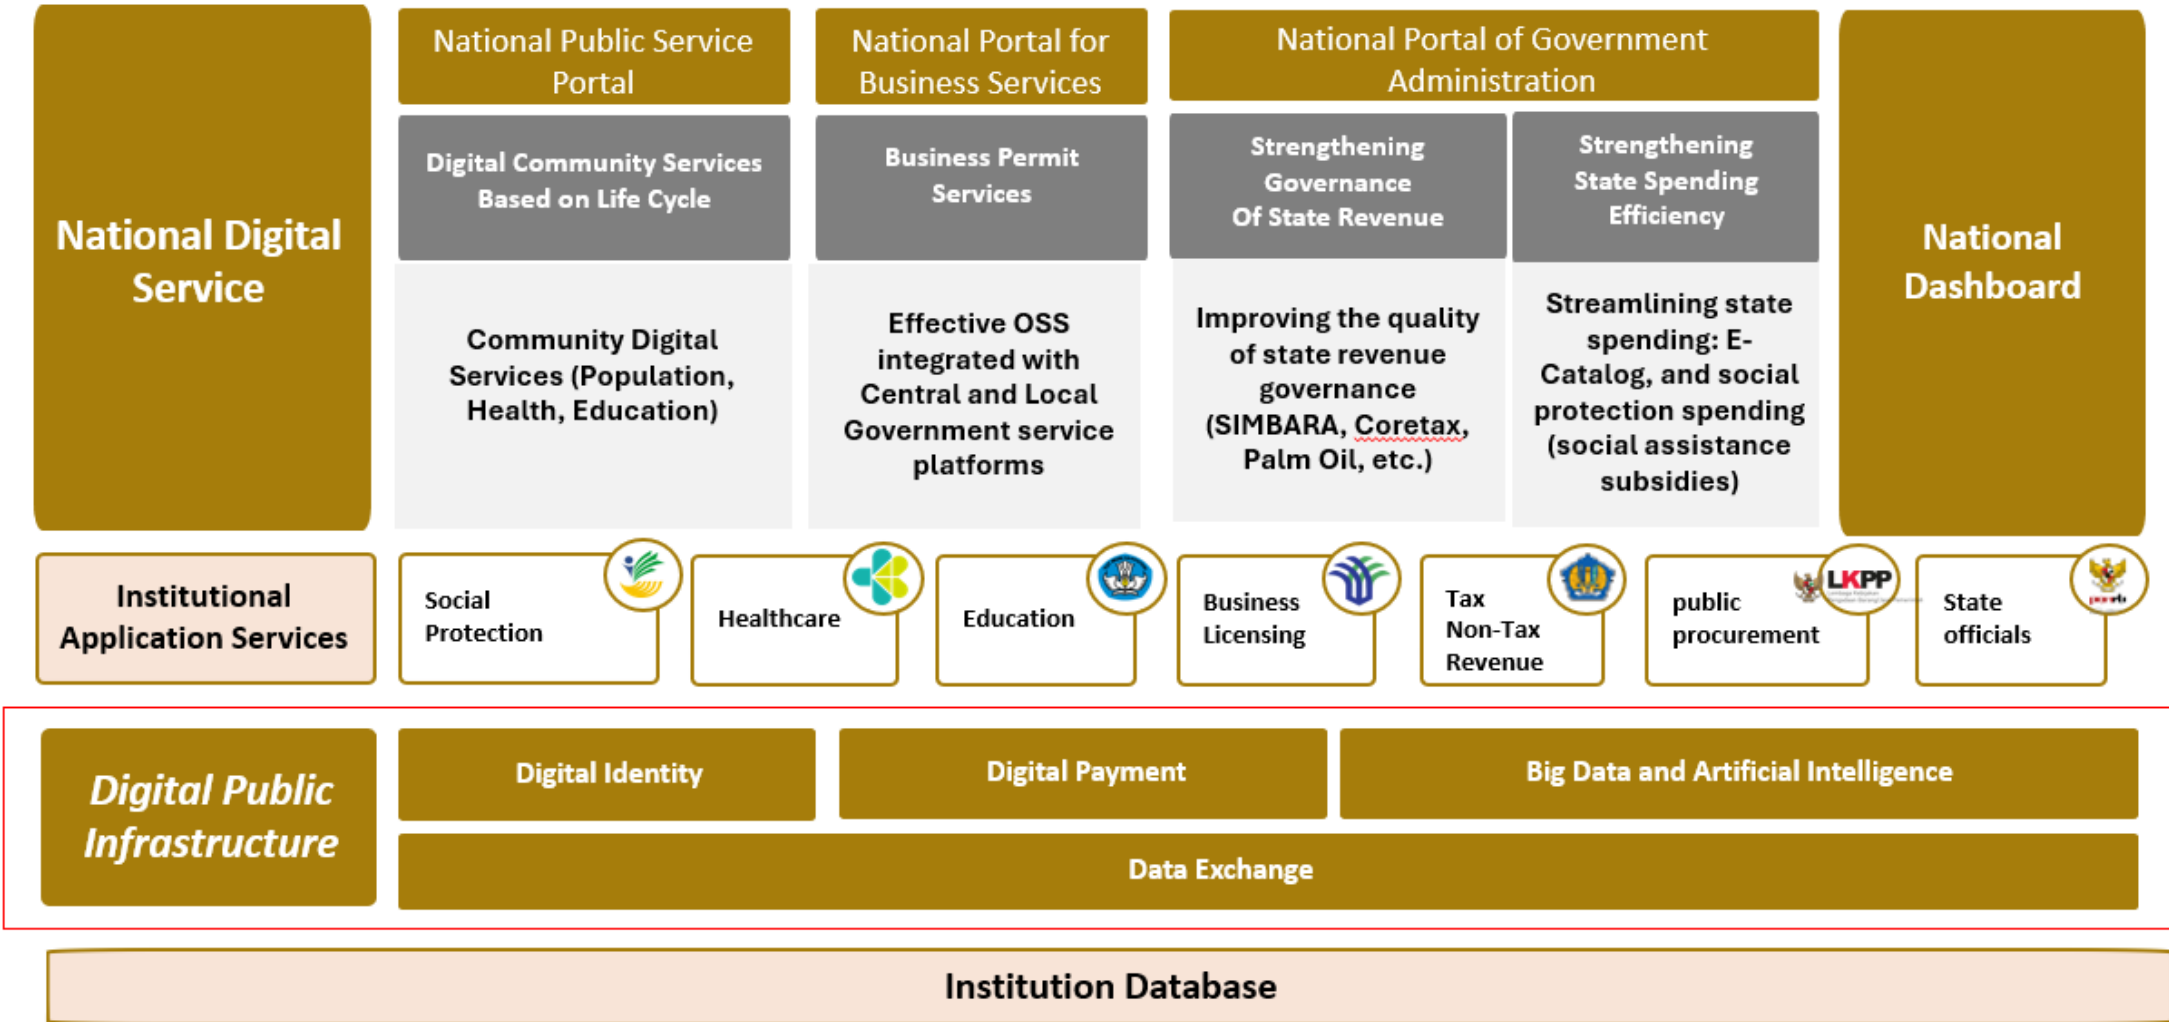 National Digital
Service
National Public Service
Portal
Digital Community Services
Based on Life Cycle
Community Digital
Services (Population,
Health, Education)
National Portal for
Business Services
Business Permit
Services
Effective OSS
integrated with
Central and Local
Government service
platforms
National Portal of Government
Administration
Strengthening
Governance
Of State Revenue
Improving the quality
of state revenue
governance
(SIMBARA, Coretax,
Palm Oil, etc.)
Strengthening
State Spending
Efficiency
Streamlining state
spending: E-
Catalog, and social
protection spending
(social assistance
subsidies)
National
Dashboard
Institutional
Application Services
Social
Protection
Healthcare
Education
Business
Licensing
Tax
Non-Tax
Revenue
LKPP
public
procurement
State
officials
Digital Public
Infrastructure
Digital Identity
Digital Payment
Big Data and Artificial Intelligence
Data Exchange
Institution Database